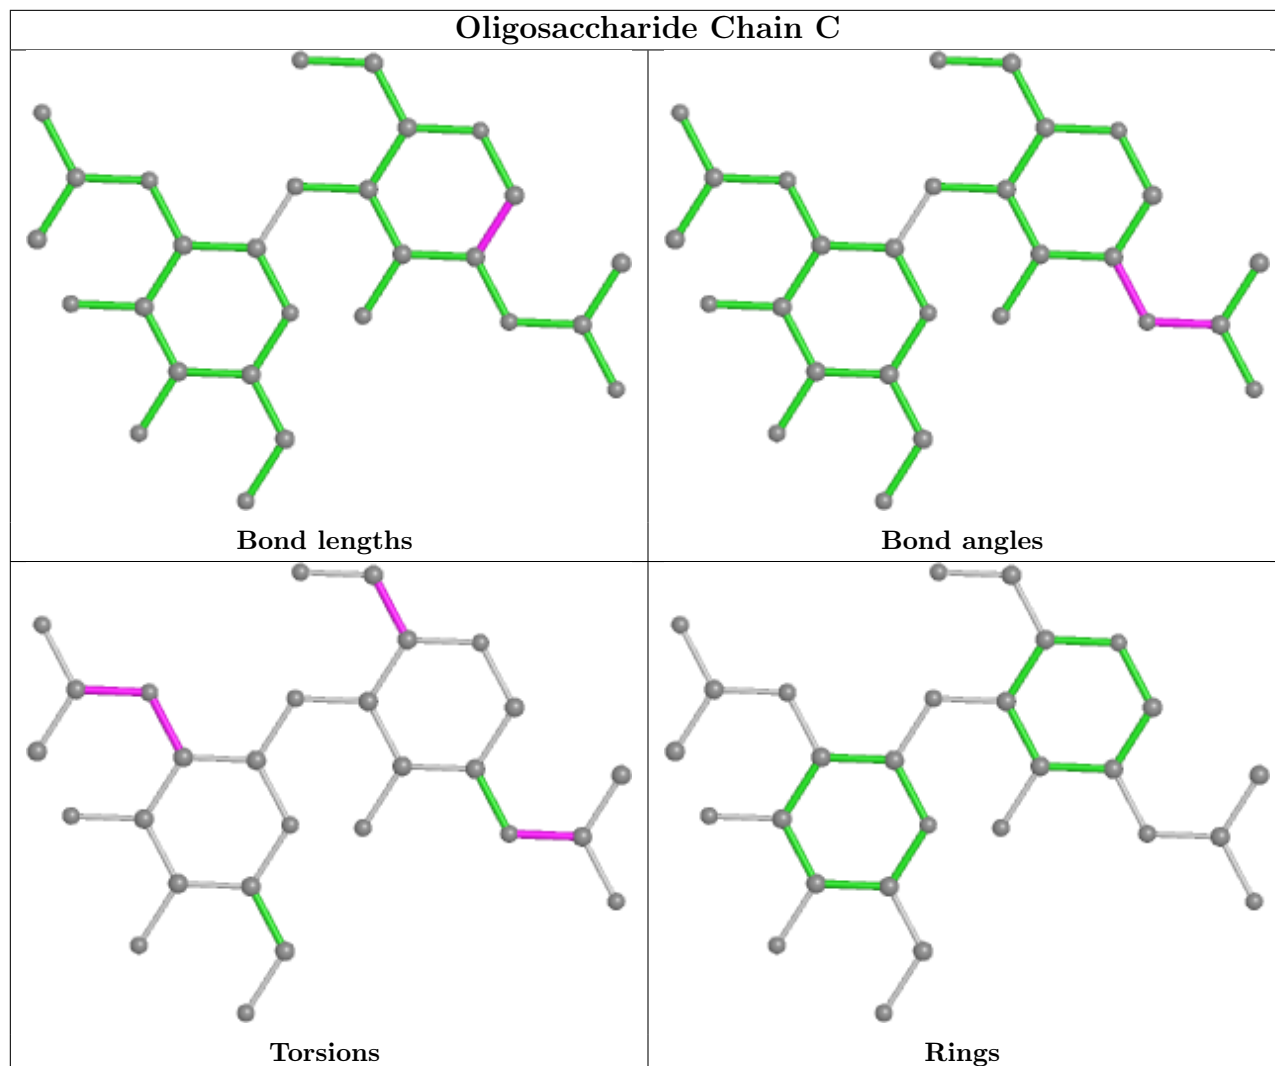 Oligosaccharide Chain C
Bond lengths
Bond angles
Torsions
Rings